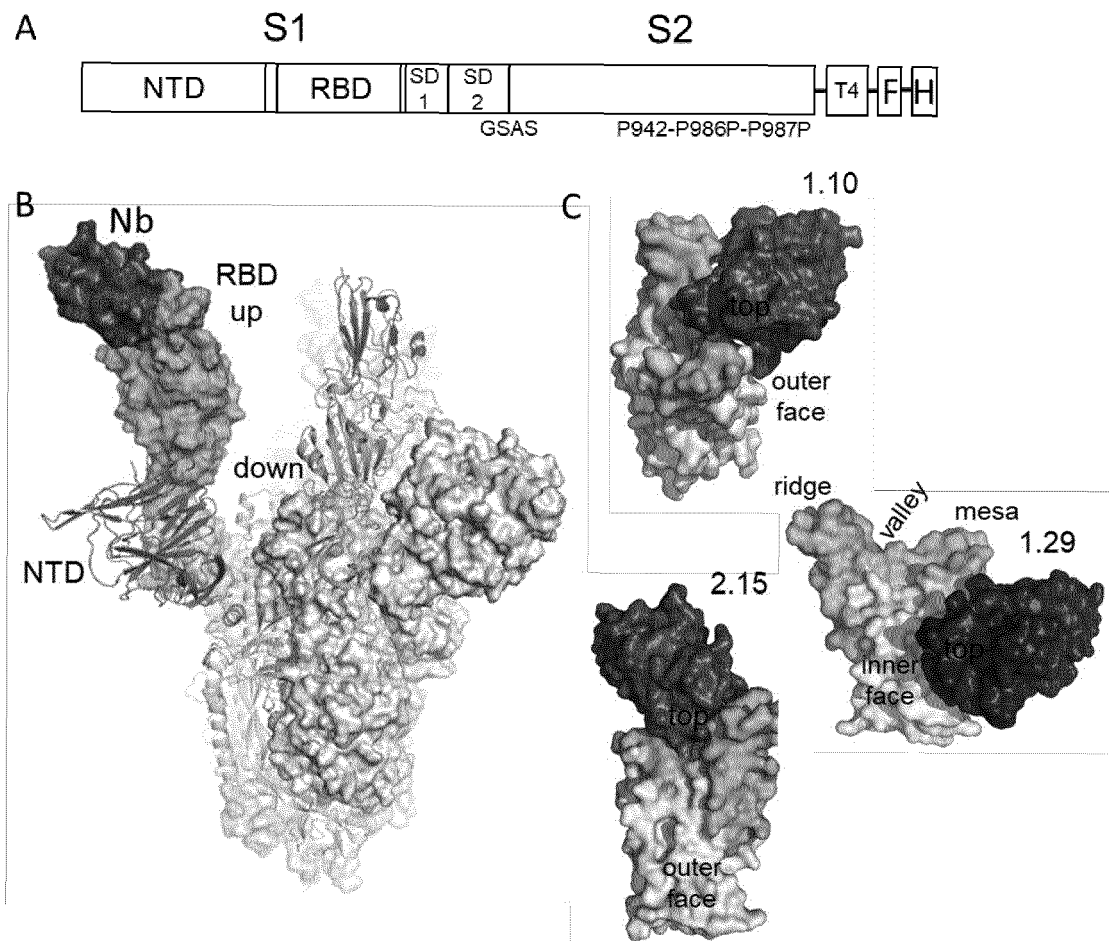 A
S1
S2
NTD
RBD
SD
1
SD
2
T4
F
H
GSAS
P942-P986P-P987P
B
Nb
RBD
up
down
NTD
C
1.10
top
outer
face
ridge
valley
mesa
1.29
top
inner
face
2.15
top
outer
face